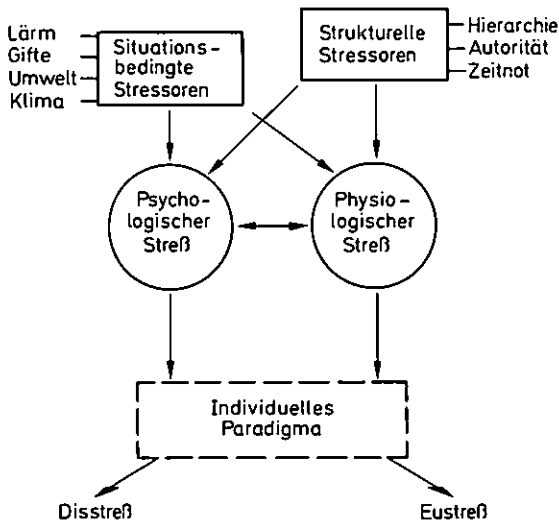 Lärm
Gifte
Umwelt
Klima
Situations-
bedingte
Stressoren
Strukturelle
Stressoren
Hierarchie
Autorität
Zeitnot
Psycho-
logischer
Streß
Physio-
logischer
Streß
Individuelles
Paradigma
Disstreß
Eustreß